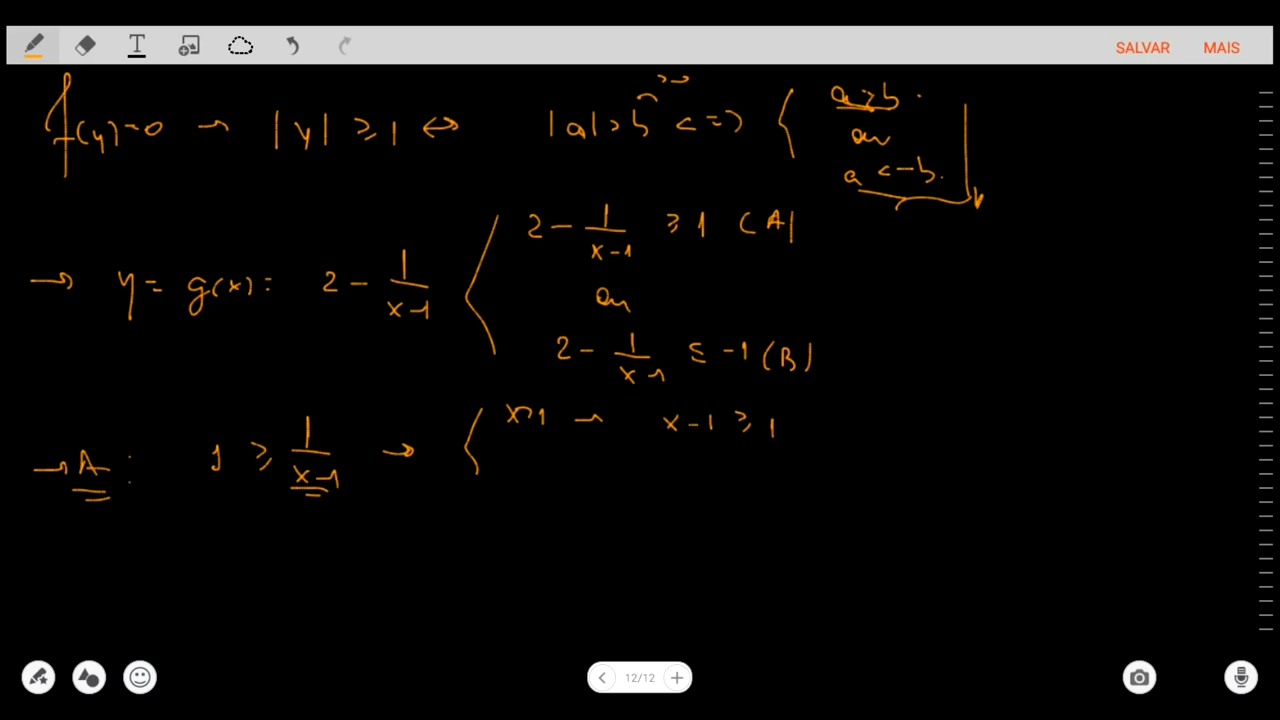 SALVAR MAIS
f(y)=0 → |y| ≥ 1 ⇔ |a| > b <=> { a>b.
ou
a < -b.
→ y = g(x) = 2 - 1/(x-1) { 2 - 1/(x-1) ≥ 1 (A)
ou
2 - 1/(x-1) ≤ -1 (B)
→ A : 1 ≥ 1/(x-1) → { x>1 → x-1 ≥ 1
12/12